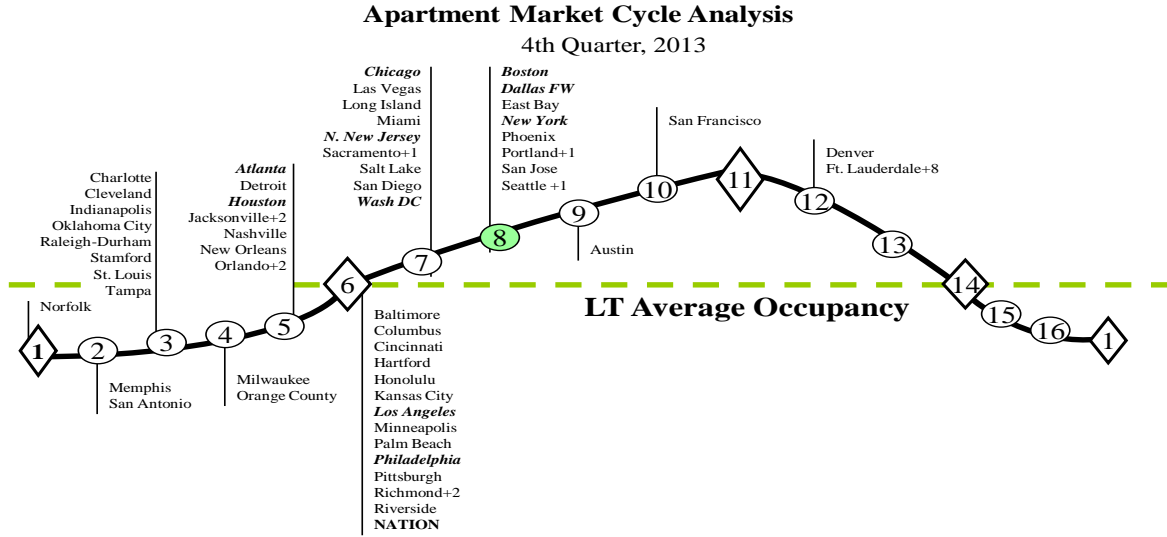 Apartment Market Cycle Analysis
4th Quarter, 2013
Chicago
Las Vegas
Long Island
Miami
N. New Jersey
Sacramento+1
Salt Lake
San Diego
Wash DC
Boston
Dallas FW
East Bay
New York
Phoenix
Portland+1
San Jose
Seattle +1
San Francisco
Denver
Ft. Lauderdale+8
Charlotte
Cleveland
Indianapolis
Oklahoma City
Raleigh-Durham
Stamford
St. Louis
Tampa
Atlanta
Detroit
Houston
Jacksonville+2
Nashville
New Orleans
Orlando+2
Norfolk
Austin
LT Average Occupancy
1
2
3
4
5
6
7
8
9
10
11
12
13
14
15
16
1
Memphis
San Antonio
Milwaukee
Orange County
Baltimore
Columbus
Cincinnati
Hartford
Honolulu
Kansas City
Los Angeles
Minneapolis
Palm Beach
Philadelphia
Pittsburgh
Richmond+2
Riverside
NATION